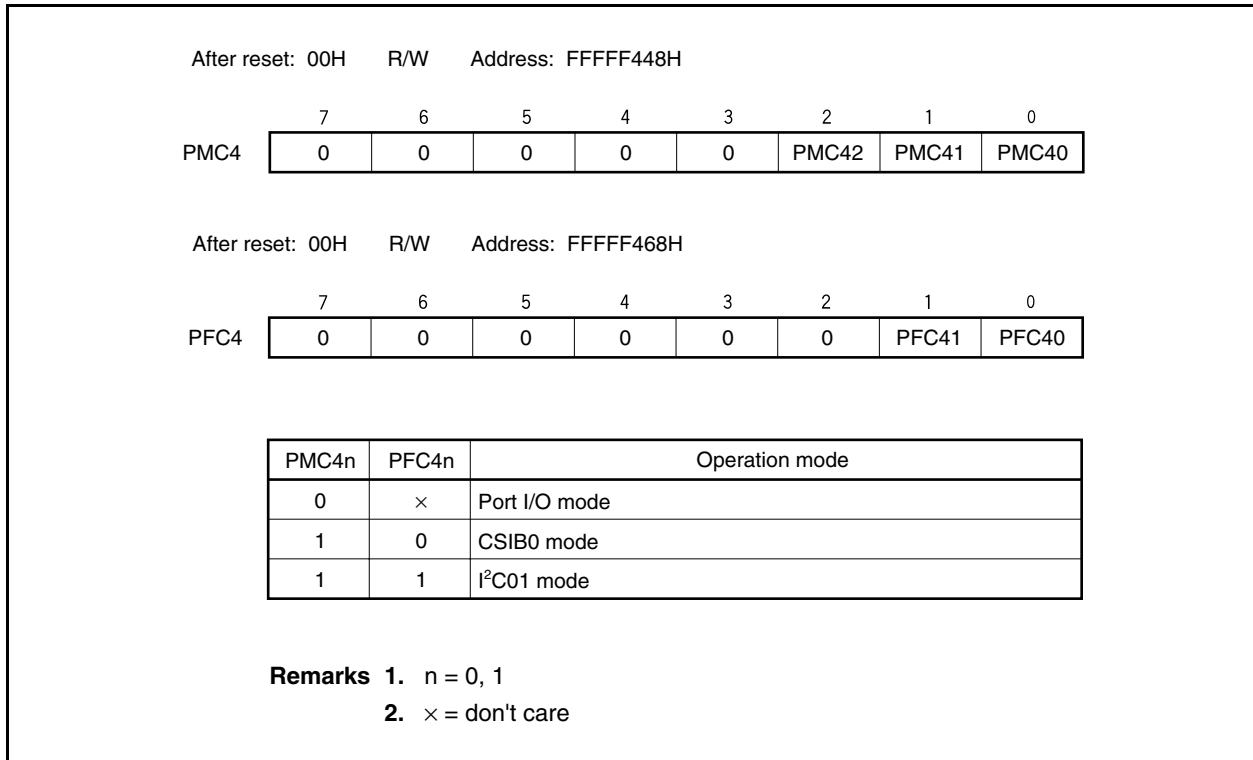 After reset: 00H R/W Address: FFFFF448H
7 6 5 4 3 2 1 0
PMC4 0 0 0 0 0 PMC42 PMC41 PMC40
After reset: 00H R/W Address: FFFFF468H
7 6 5 4 3 2 1 0
PFC4 0 0 0 0 0 0 PFC41 PFC40
PMC4n PFC4n Operation mode
0 × Port I/O mode
1 0 CSIB0 mode
1 1 I²C01 mode
Remarks 1. n = 0, 1
2. × = don't care